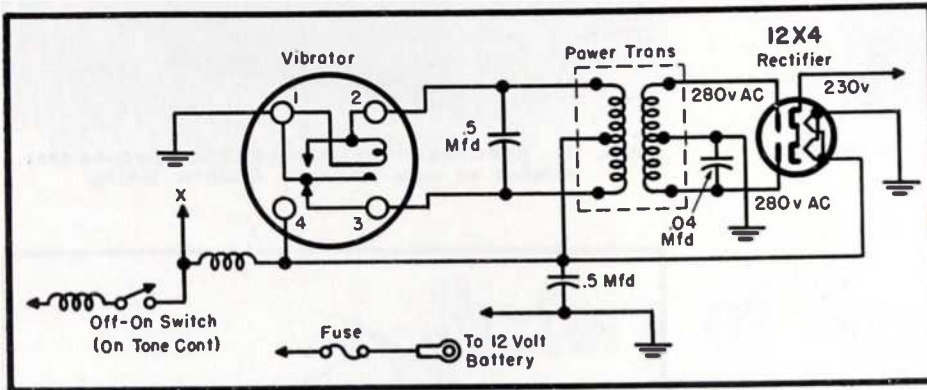 12X4
Rectifier
Power Trans
Vibrator
230v
280v AC
1
2
.5
Mfd
X
4
3
280v AC
.04
Mfd
.5 Mfd
Off-On Switch
(On Tone Cont)
Fuse
To 12 Volt
Battery